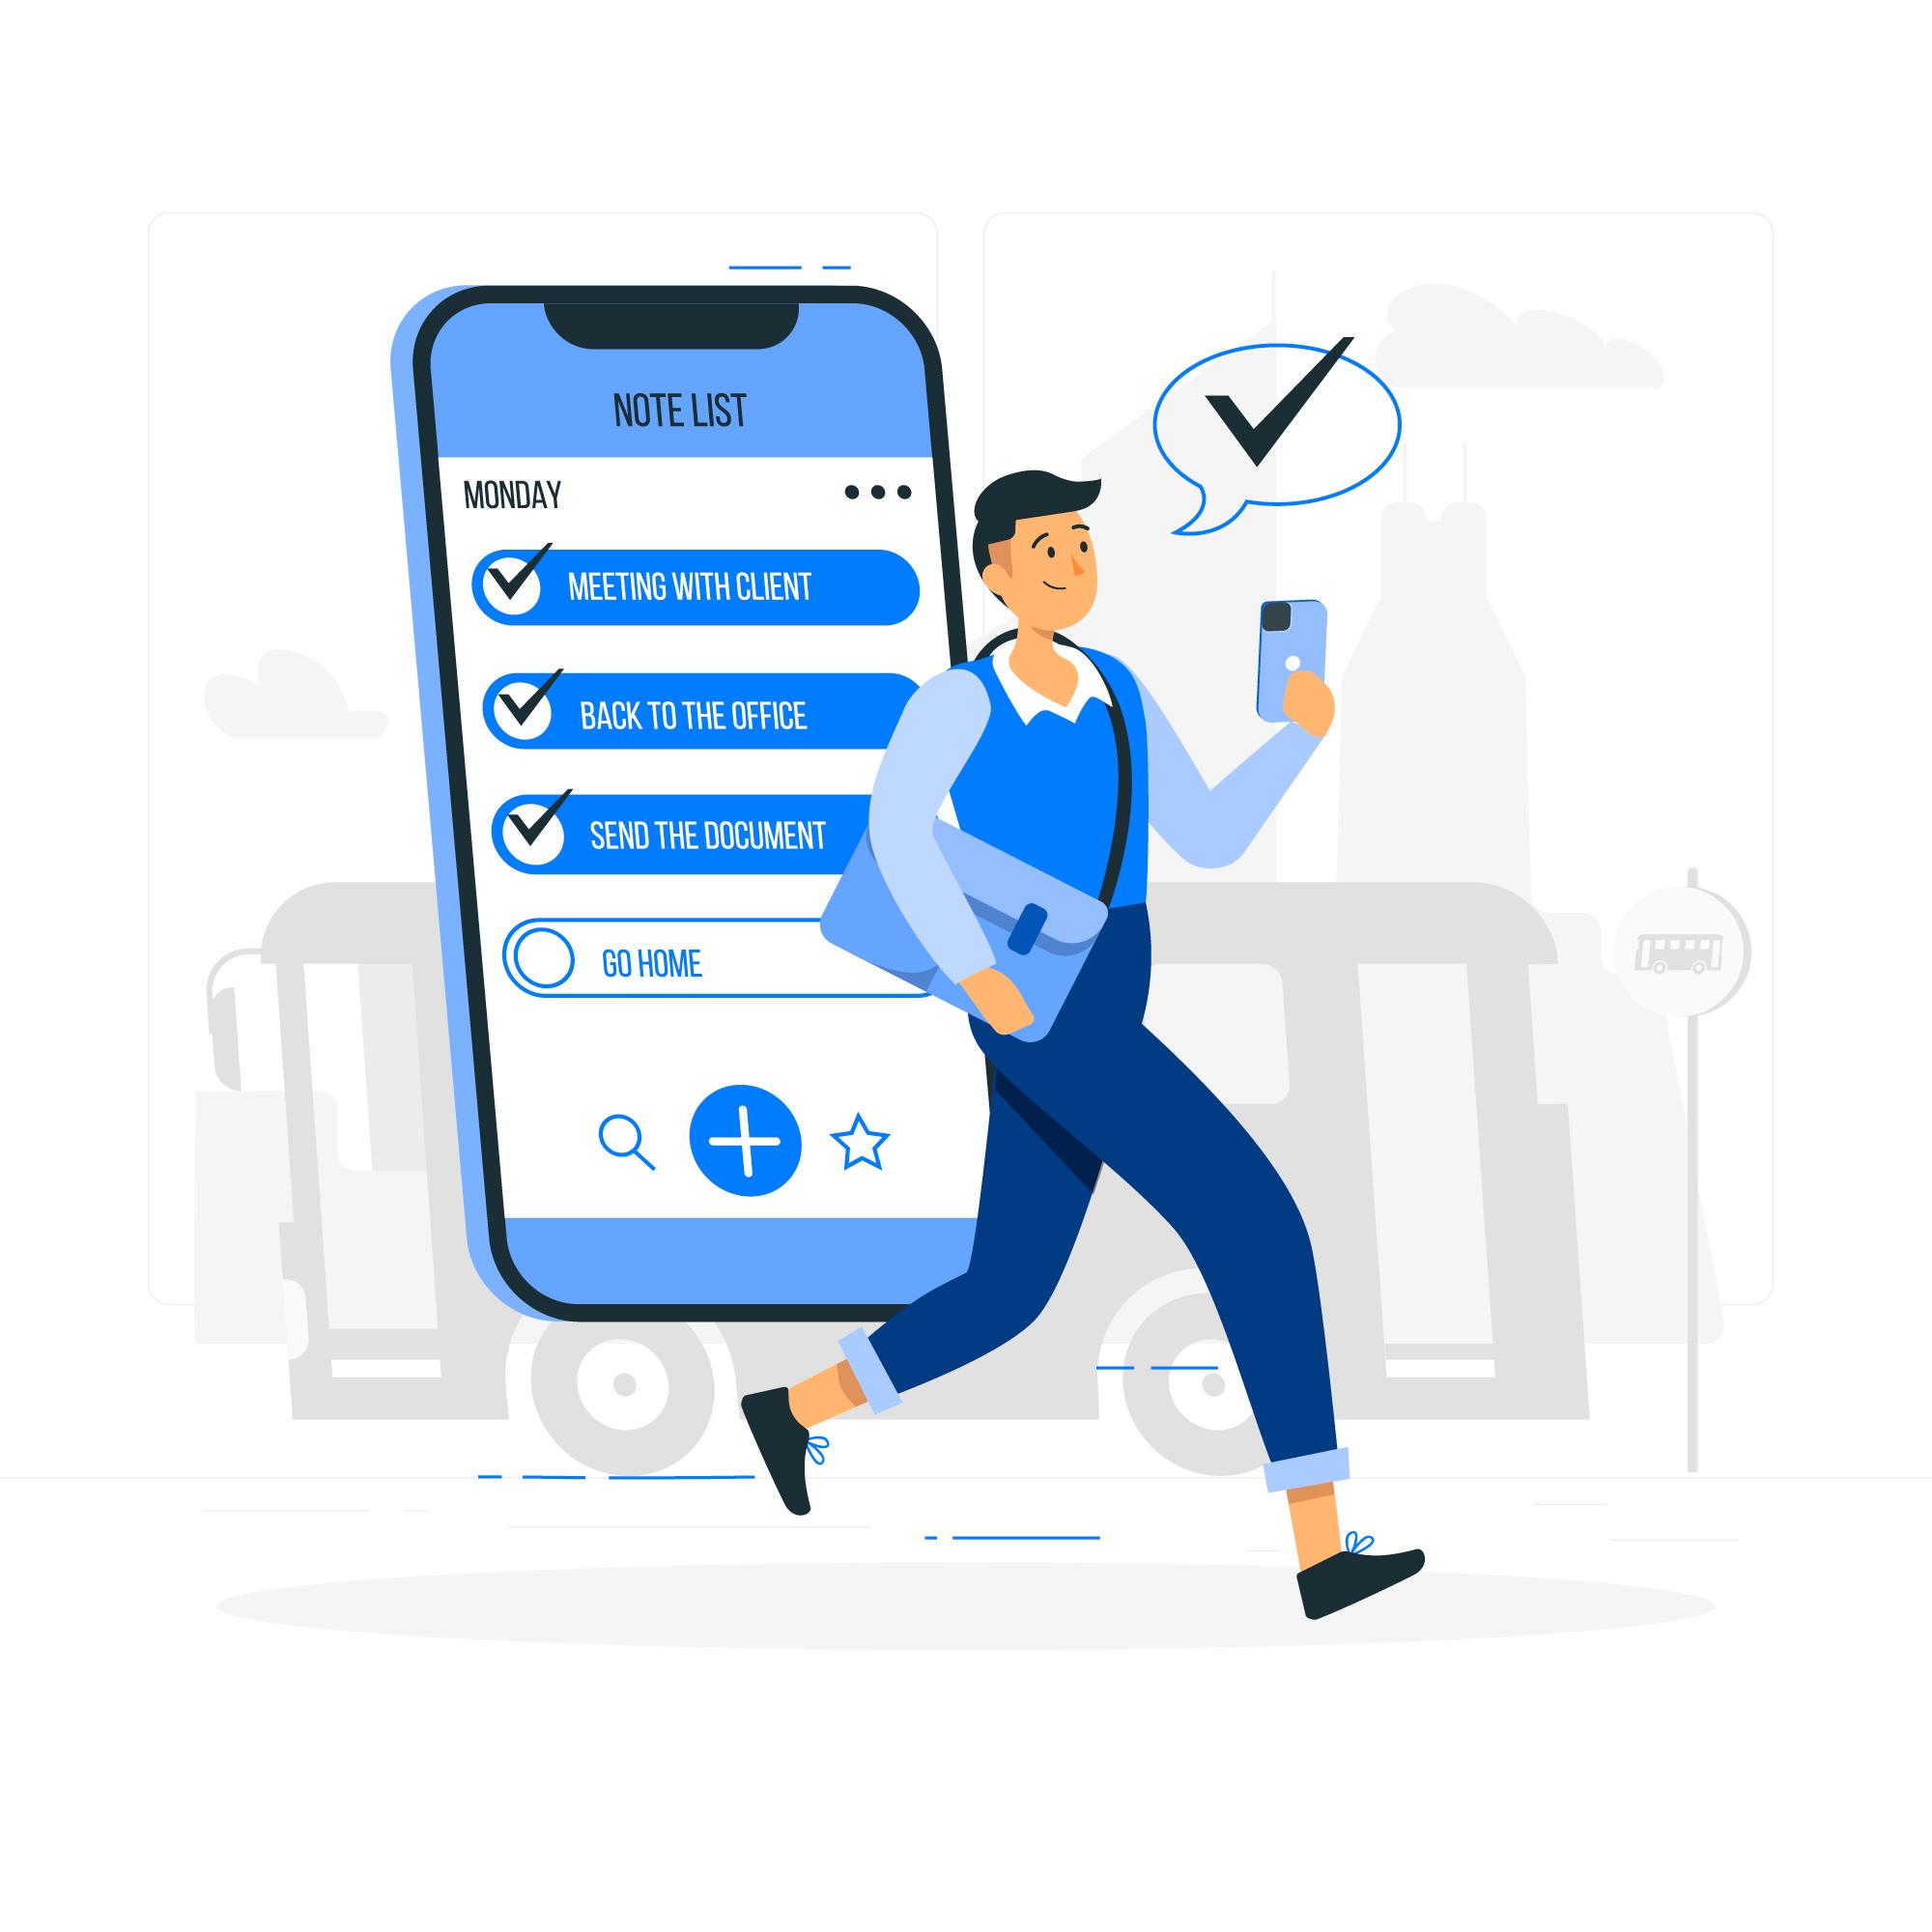 NOTE LIST
MONDAY
MEETING WITH CLIENT
BACK TO THE OFFICE
SEND THE DOCUMENT
GO HOME